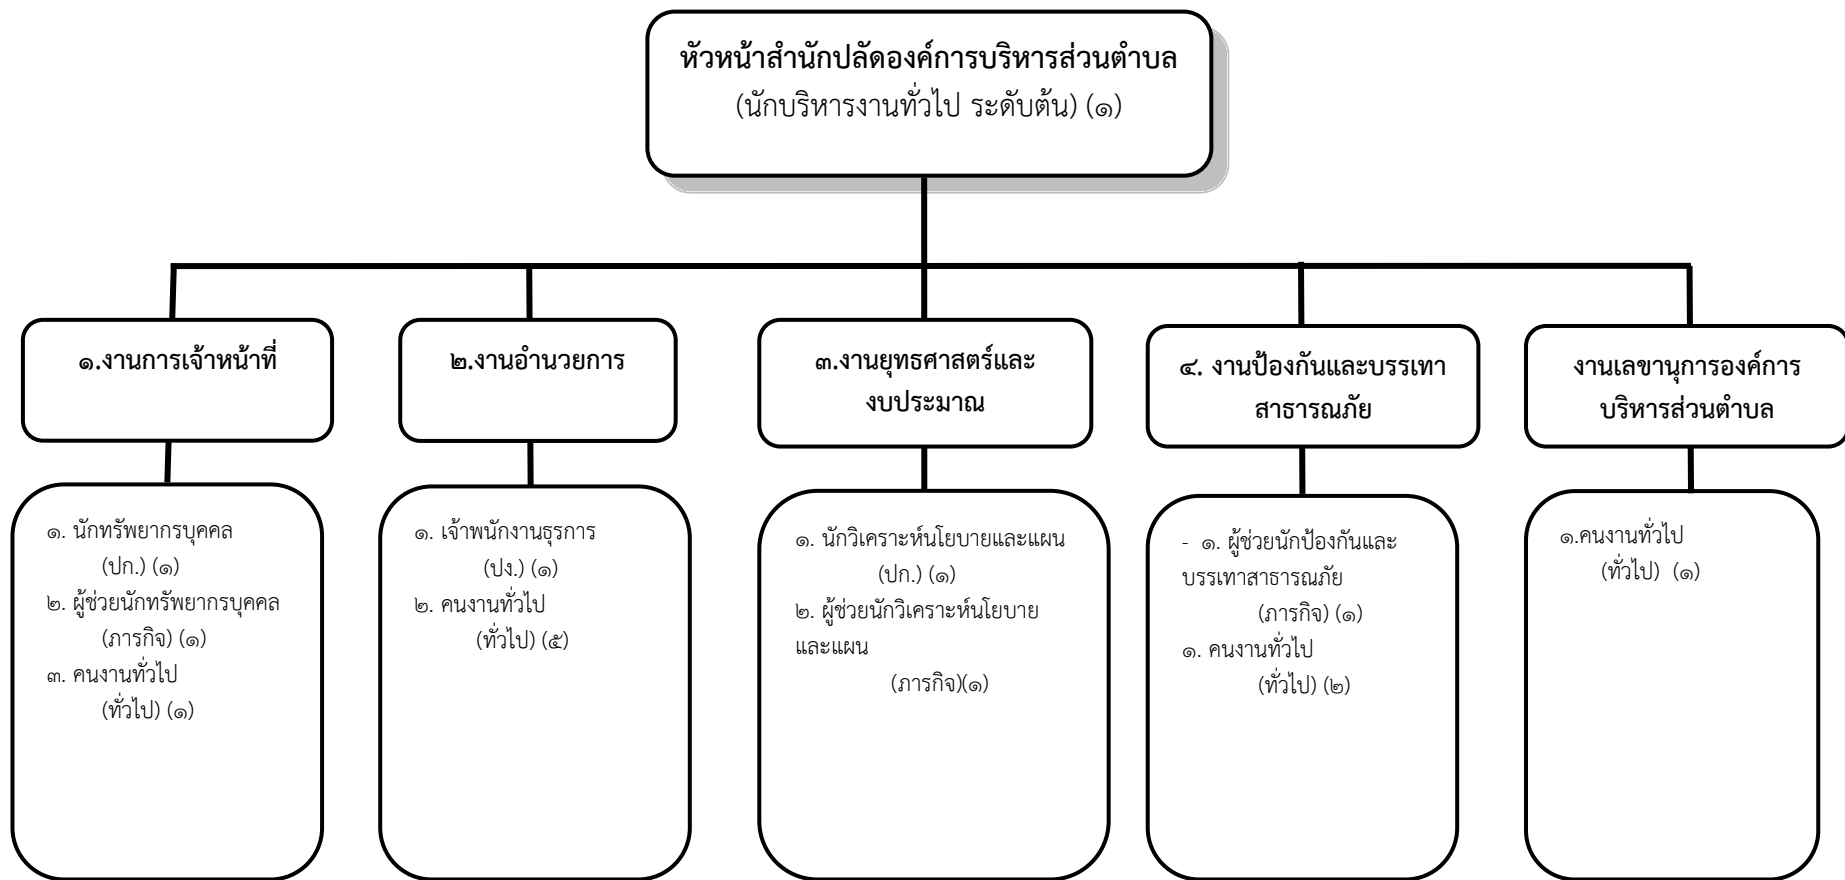 หัวหน้าสำนักปลัดองค์การบริหารส่วนตำบล
(นักบริหารงานทั่วไป ระดับต้น) (๑)
๑.งานการเจ้าหน้าที่
๒.งานอำนวยการ
๓.งานยุทธศาสตร์และ
งบประมาณ
๔. งานป้องกันและบรรเทา
สาธารณภัย
งานเลขานุการองค์การ
บริหารส่วนตำบล
๑. นักทรัพยากรบุคคล
(ปก.) (๑)
๒. ผู้ช่วยนักทรัพยากรบุคคล
(ภารกิจ) (๑)
๓. คนงานทั่วไป
(ทั่วไป) (๑)
๑. เจ้าพนักงานธุรการ
(ปง.) (๑)
๒. คนงานทั่วไป
(ทั่วไป) (๕)
๑. นักวิเคราะห์นโยบายและแผน
(ปก.) (๑)
๒. ผู้ช่วยนักวิเคราะห์นโยบาย
และแผน
(ภารกิจ)(๑)
- ๑. ผู้ช่วยนักป้องกันและ
บรรเทาสาธารณภัย
(ภารกิจ) (๑)
๑. คนงานทั่วไป
(ทั่วไป) (๒)
๑.คนงานทั่วไป
(ทั่วไป) (๑)